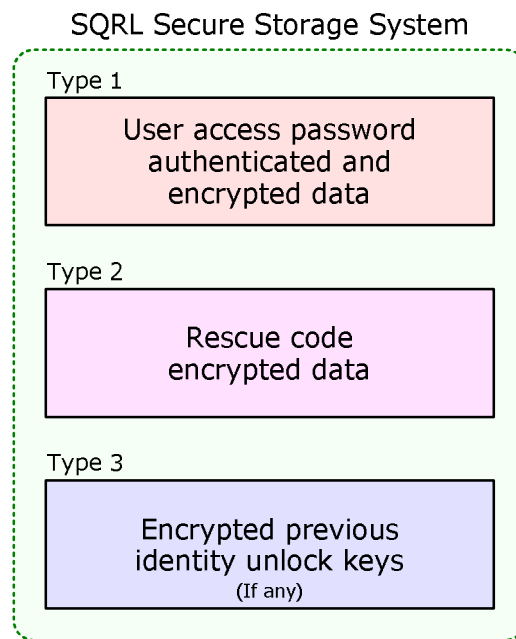 SQRL Secure Storage System
Type 1
User access password
authenticated and
encrypted data
Type 2
Rescue code
encrypted data
Type 3
Encrypted previous
identity unlock keys
(If any)